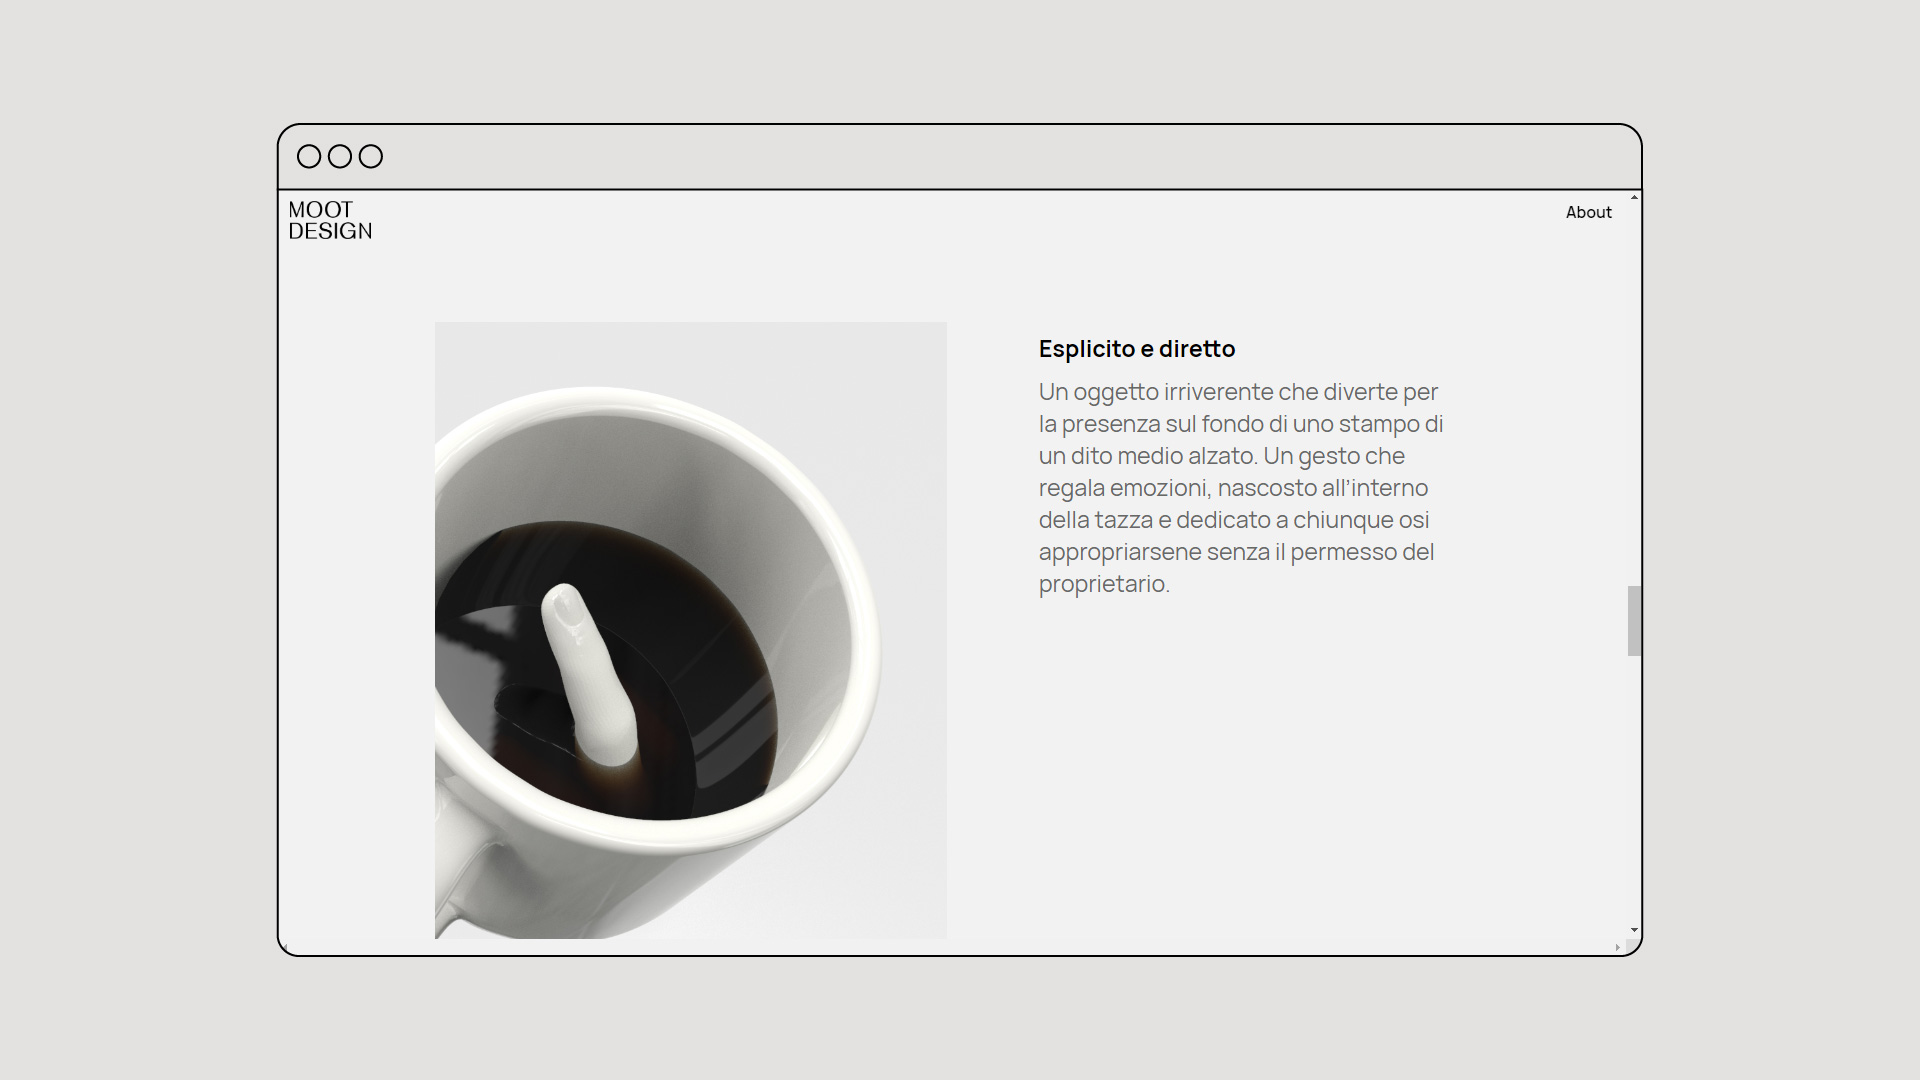 MOOT
DESIGN
About
Esplicito e diretto
Un oggetto irriverente che diverte per
la presenza sul fondo di uno stampo di
un dito medio alzato. Un gesto che
regala emozioni, nascosto all’interno
della tazza e dedicato a chiunque osi
appropriarsene senza il permesso del
proprietario.